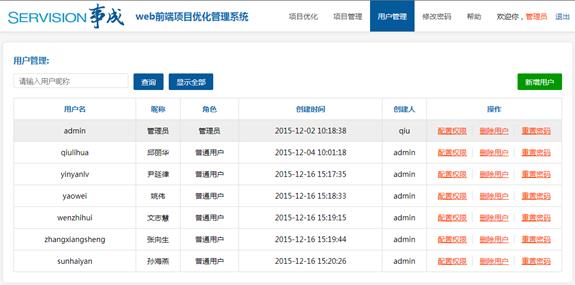 SERVISION 事成 web前端项目优化管理系统 项目优化 项目管理 用户管理 修改密码 帮助 欢迎你，管理员 退出
用户管理:
请输入用户昵称 查询 显示全部 新增用户
用户名 昵称 角色 创建时间 创建人 操作
admin 管理员 管理员 2015-12-02 10:18:38 qiu 配置权限 删除用户 重置密码
qiulihua 邱丽华 普通用户 2015-12-04 10:01:18 admin 配置权限 删除用户 重置密码
yinyanlv 尹延律 普通用户 2015-12-16 15:17:35 admin 配置权限 删除用户 重置密码
yaowei 姚伟 普通用户 2015-12-16 15:18:33 admin 配置权限 删除用户 重置密码
wenzhihui 文志慧 普通用户 2015-12-16 15:19:15 admin 配置权限 删除用户 重置密码
zhangxiangsheng 张向生 普通用户 2015-12-16 15:19:44 admin 配置权限 删除用户 重置密码
sunhaiyan 孙海燕 普通用户 2015-12-16 15:20:26 admin 配置权限 删除用户 重置密码